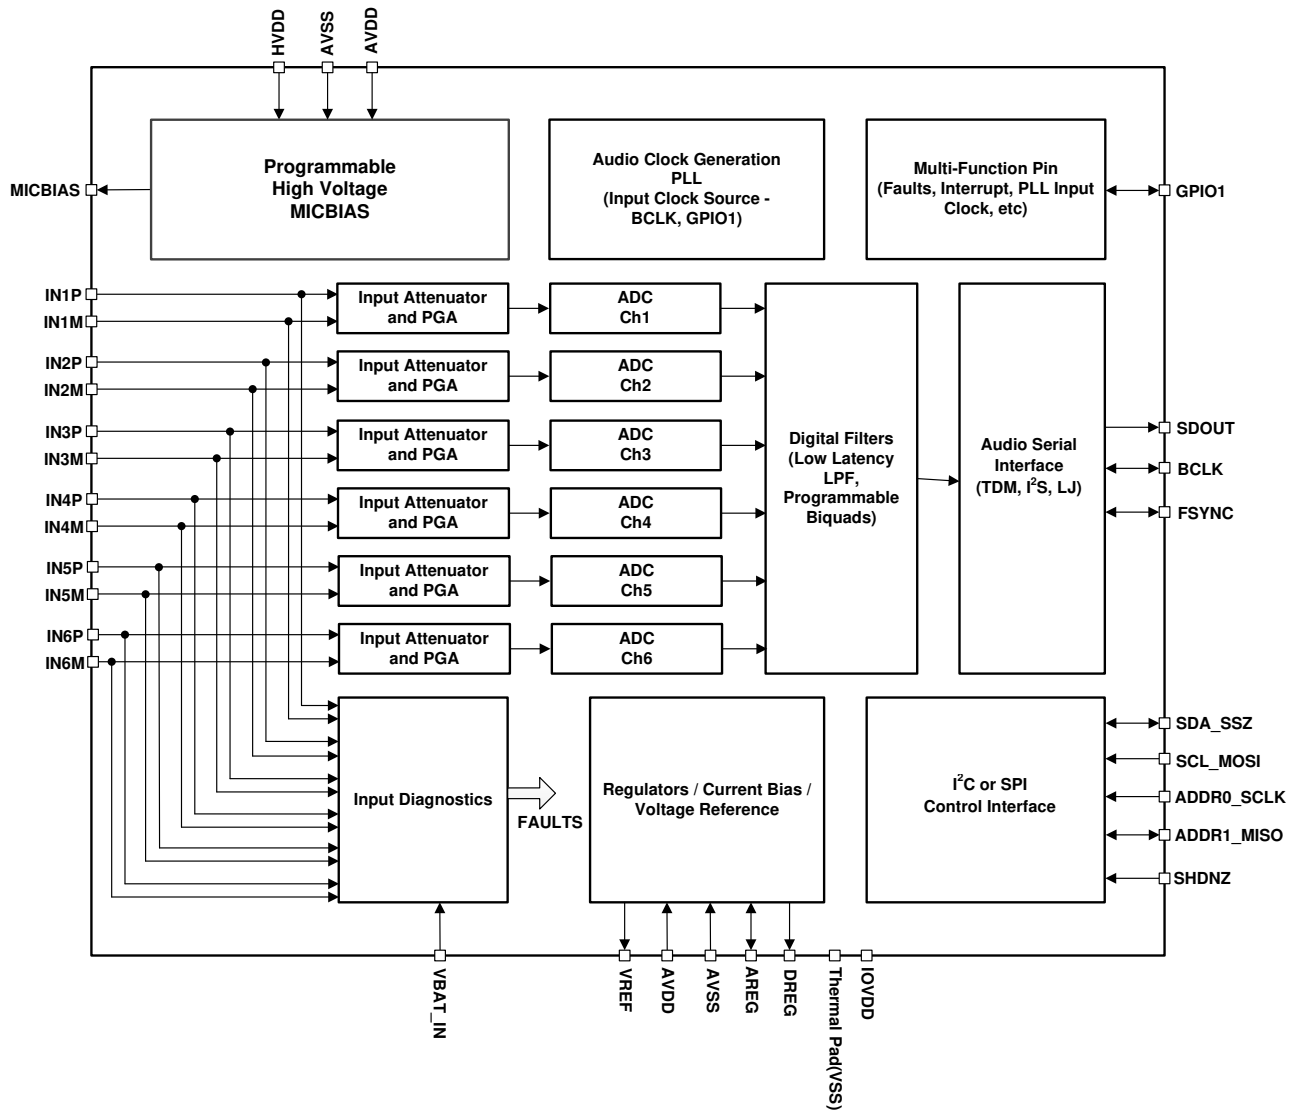 HVDD
AVSS
AVDD
Programmable
High Voltage
MICBIAS
Audio Clock Generation
PLL
(Input Clock Source -
BCLK, GPIO1)
Multi-Function Pin
(Faults, Interrupt, PLL Input
Clock, etc)
MICBIAS
GPIO1
IN1P
IN1M
Input Attenuator
and PGA
ADC
Ch1
IN2P
IN2M
Input Attenuator
and PGA
ADC
Ch2
IN3P
IN3M
Input Attenuator
and PGA
ADC
Ch3
IN4P
IN4M
Input Attenuator
and PGA
ADC
Ch4
IN5P
IN5M
Input Attenuator
and PGA
ADC
Ch5
IN6P
IN6M
Input Attenuator
and PGA
ADC
Ch6
Digital Filters
(Low Latency
LPF,
Programmable
Biquads)
Audio Serial
Interface
(TDM, I²S, LJ)
SDOUT
BCLK
FSYNC
Input Diagnostics
FAULTS
Regulators / Current Bias /
Voltage Reference
I²C or SPI
Control Interface
SDA_SSZ
SCL_MOSI
ADDR0_SCLK
ADDR1_MISO
SHDNZ
VBAT_IN
VREF
AVDD
AVSS
AREG
DREG
Thermal Pad(VSS)
IOVDD